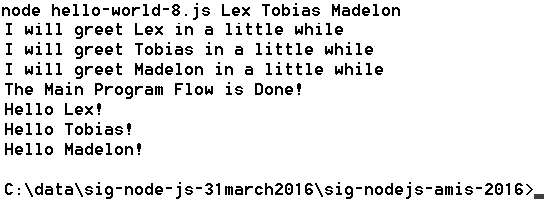 node hello-world-8.js Lex Tobias Madelon
I will greet Lex in a little while
I will greet Tobias in a little while
I will greet Madelon in a little while
The Main Program Flow is Done!
Hello Lex!
Hello Tobias!
Hello Madelon!
C:\data\sig-node-js-31march2016\sig-nodejs-amis-2016>_